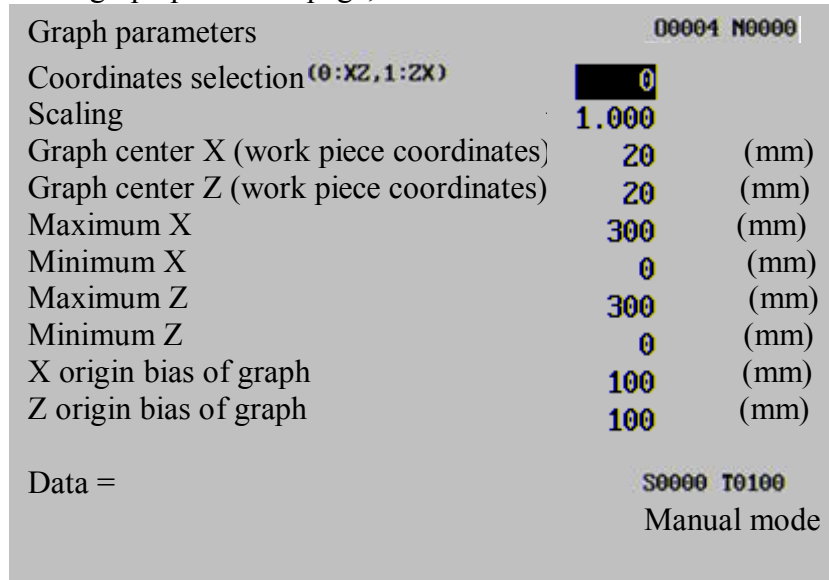 Graph parameters O0004 N0000
Coordinates selection(0:XZ,1:ZX) 0
Scaling 1.000
Graph center X (work piece coordinates) 20 (mm)
Graph center Z (work piece coordinates) 20 (mm)
Maximum X 300 (mm)
Minimum X 0 (mm)
Maximum Z 300 (mm)
Minimum Z 0 (mm)
X origin bias of graph 100 (mm)
Z origin bias of graph 100 (mm)
Data = S0000 T0100
Manual mode